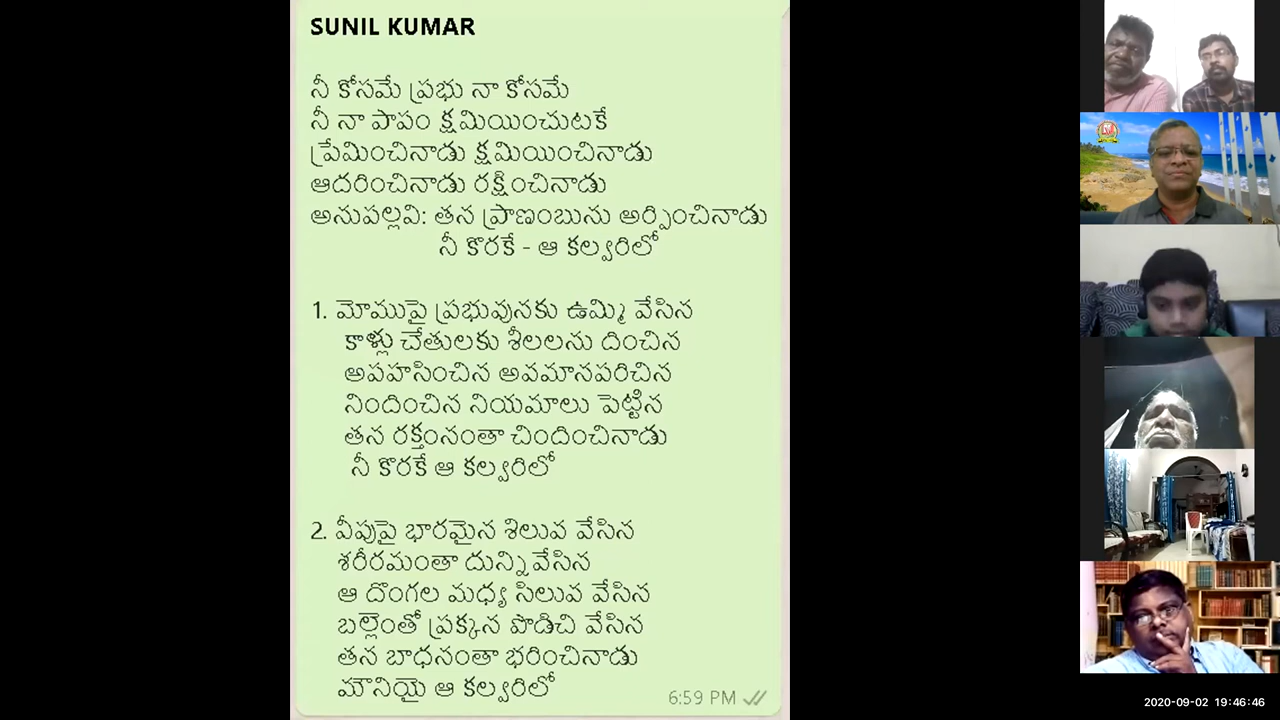 SUNIL KUMAR
నీ కోసమే ప్రభు నా కోసమే
నీ నా పాపం క్షమియించుటకే
ప్రేమించినాడు క్షమియించినాడు
ఆదరించినాడు రక్షించినాడు
అనుపల్లవి: తన ప్రాణంబును అర్పించినాడు
నీ కొరకే - ఆ కల్వరిలో
1. మోముపై ప్రభువునకు ఉమ్మి వేసిన
కాళ్లు చేతులకు శీలలను దించిన
అపహసించిన అవమానపరిచిన
నిందించిన నియమాలు పెట్టిన
తన రక్తంనంతా చిందించినాడు
నీ కొరకే ఆ కల్వరిలో
2. వీపుపై భారమైన శిలువ వేసిన
శరీరమంతా దున్నివేసిన
ఆ దొంగల మధ్య సిలువ వేసిన
బల్లెంతో ప్రక్కన పొడిచి వేసిన
తన బాధనంతా భరించినాడు
మౌనియై ఆ కల్వరిలో
6:59 PM
2020-09-02 19:46:46